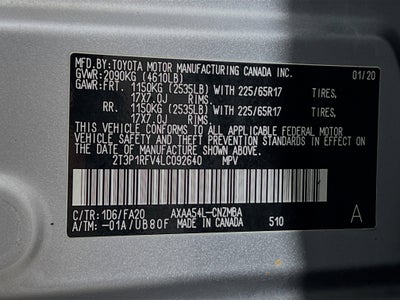 MFD.BY:TOYOTA MOTOR MANUFACTURING CANADA INC.
GVWR:2090KG (4610LB) 01/20
GAWR:FRT. 1150KG (2535LB) WITH 225/65R17 TIRES,
17X7.0J RIMS,
RR. 1150KG (2535LB) WITH 225/65R17 TIRES,
17X7.0J RIMS,
THIS VEHICLE CONFORMS TO ALL APPLICABLE FEDERAL MOTOR
VEHICLE SAFETY AND THEFT PREVENTION STANDARDS IN
EFFECT ON THE DATE OF MANUFACTURE SHOWN ABOVE.
2T3P1RFV4LC092640 MPV
C/TR:1D6/FA20 AXAA54L-CNZMBA A
A/TM:-01A/UB80F MADE IN CANADA 510